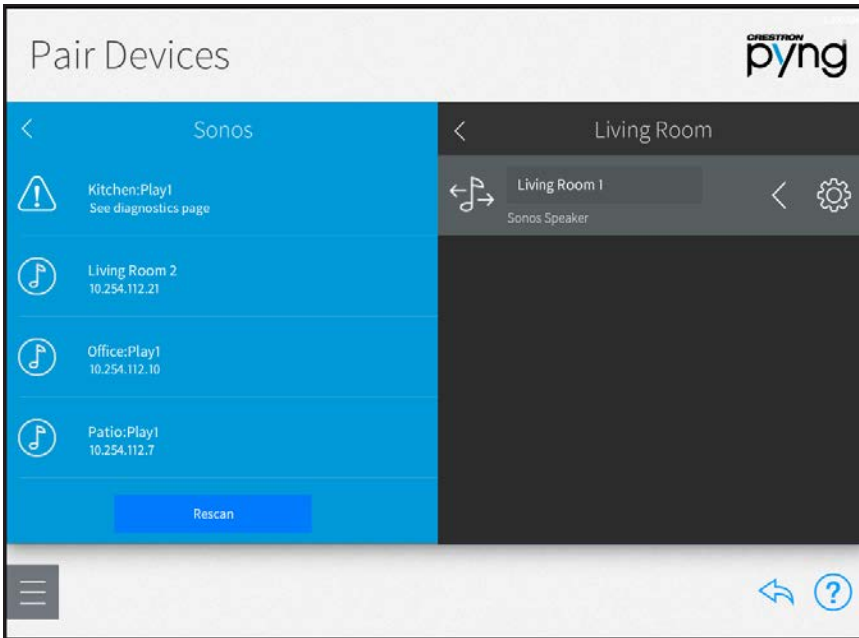 Pair Devices
CRESTRON
pyng
Sonos
Kitchen:Play1
See diagnostics page
Living Room 2
10.254.112.21
Office:Play1
10.254.112.10
Patio:Play1
10.254.112.7
Rescan
Living Room
Living Room 1
Sonos Speaker
?